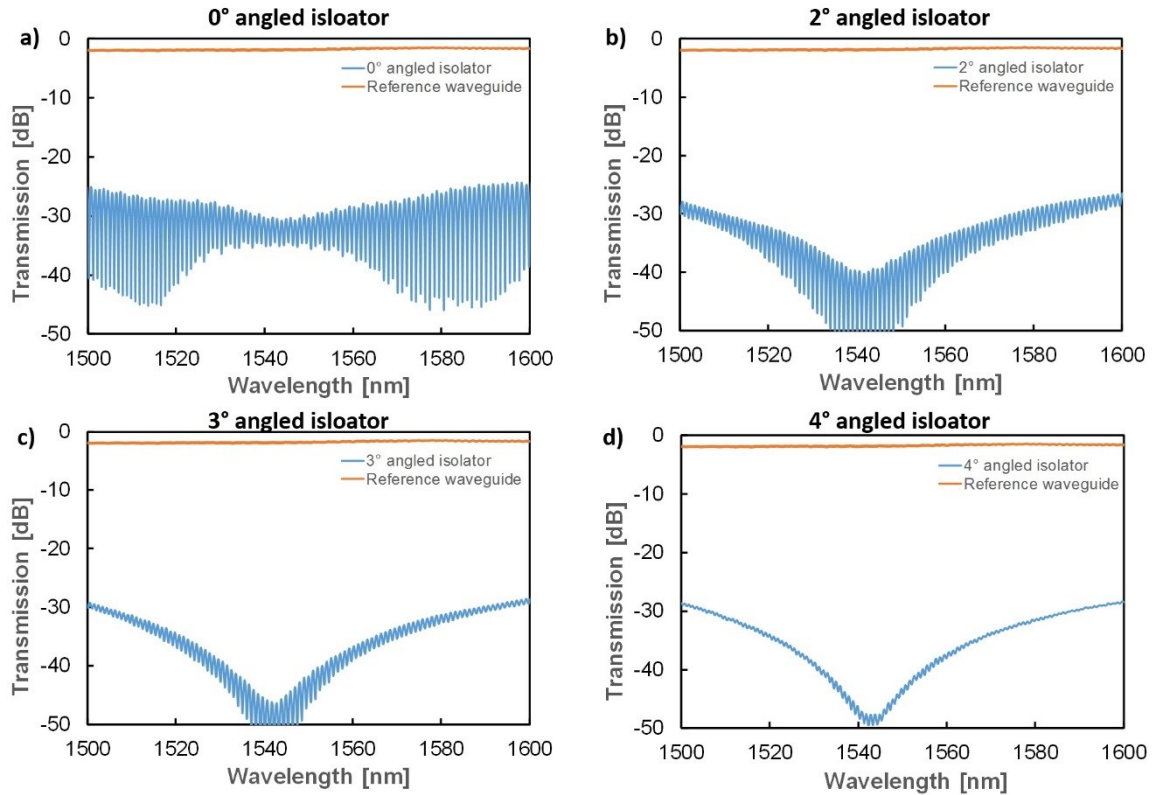 0° angled isloator
a)
0
-10
-20
-30
-40
-50
Transmission [dB]
0° angled isolator
Reference waveguide
1500 1520 1540 1560 1580 1600
Wavelength [nm]
2° angled isloator
b)
0
-10
-20
-30
-40
-50
Transmission [dB]
2° angled isolator
Reference waveguide
1500 1520 1540 1560 1580 1600
Wavelength [nm]
3° angled isloator
c)
0
-10
-20
-30
-40
-50
Transmission [dB]
3° angled isolator
Reference waveguide
1500 1520 1540 1560 1580 1600
Wavelength [nm]
4° angled isloator
d)
0
-10
-20
-30
-40
-50
Transmission [dB]
4° angled isolator
Reference waveguide
1500 1520 1540 1560 1580 1600
Wavelength [nm]